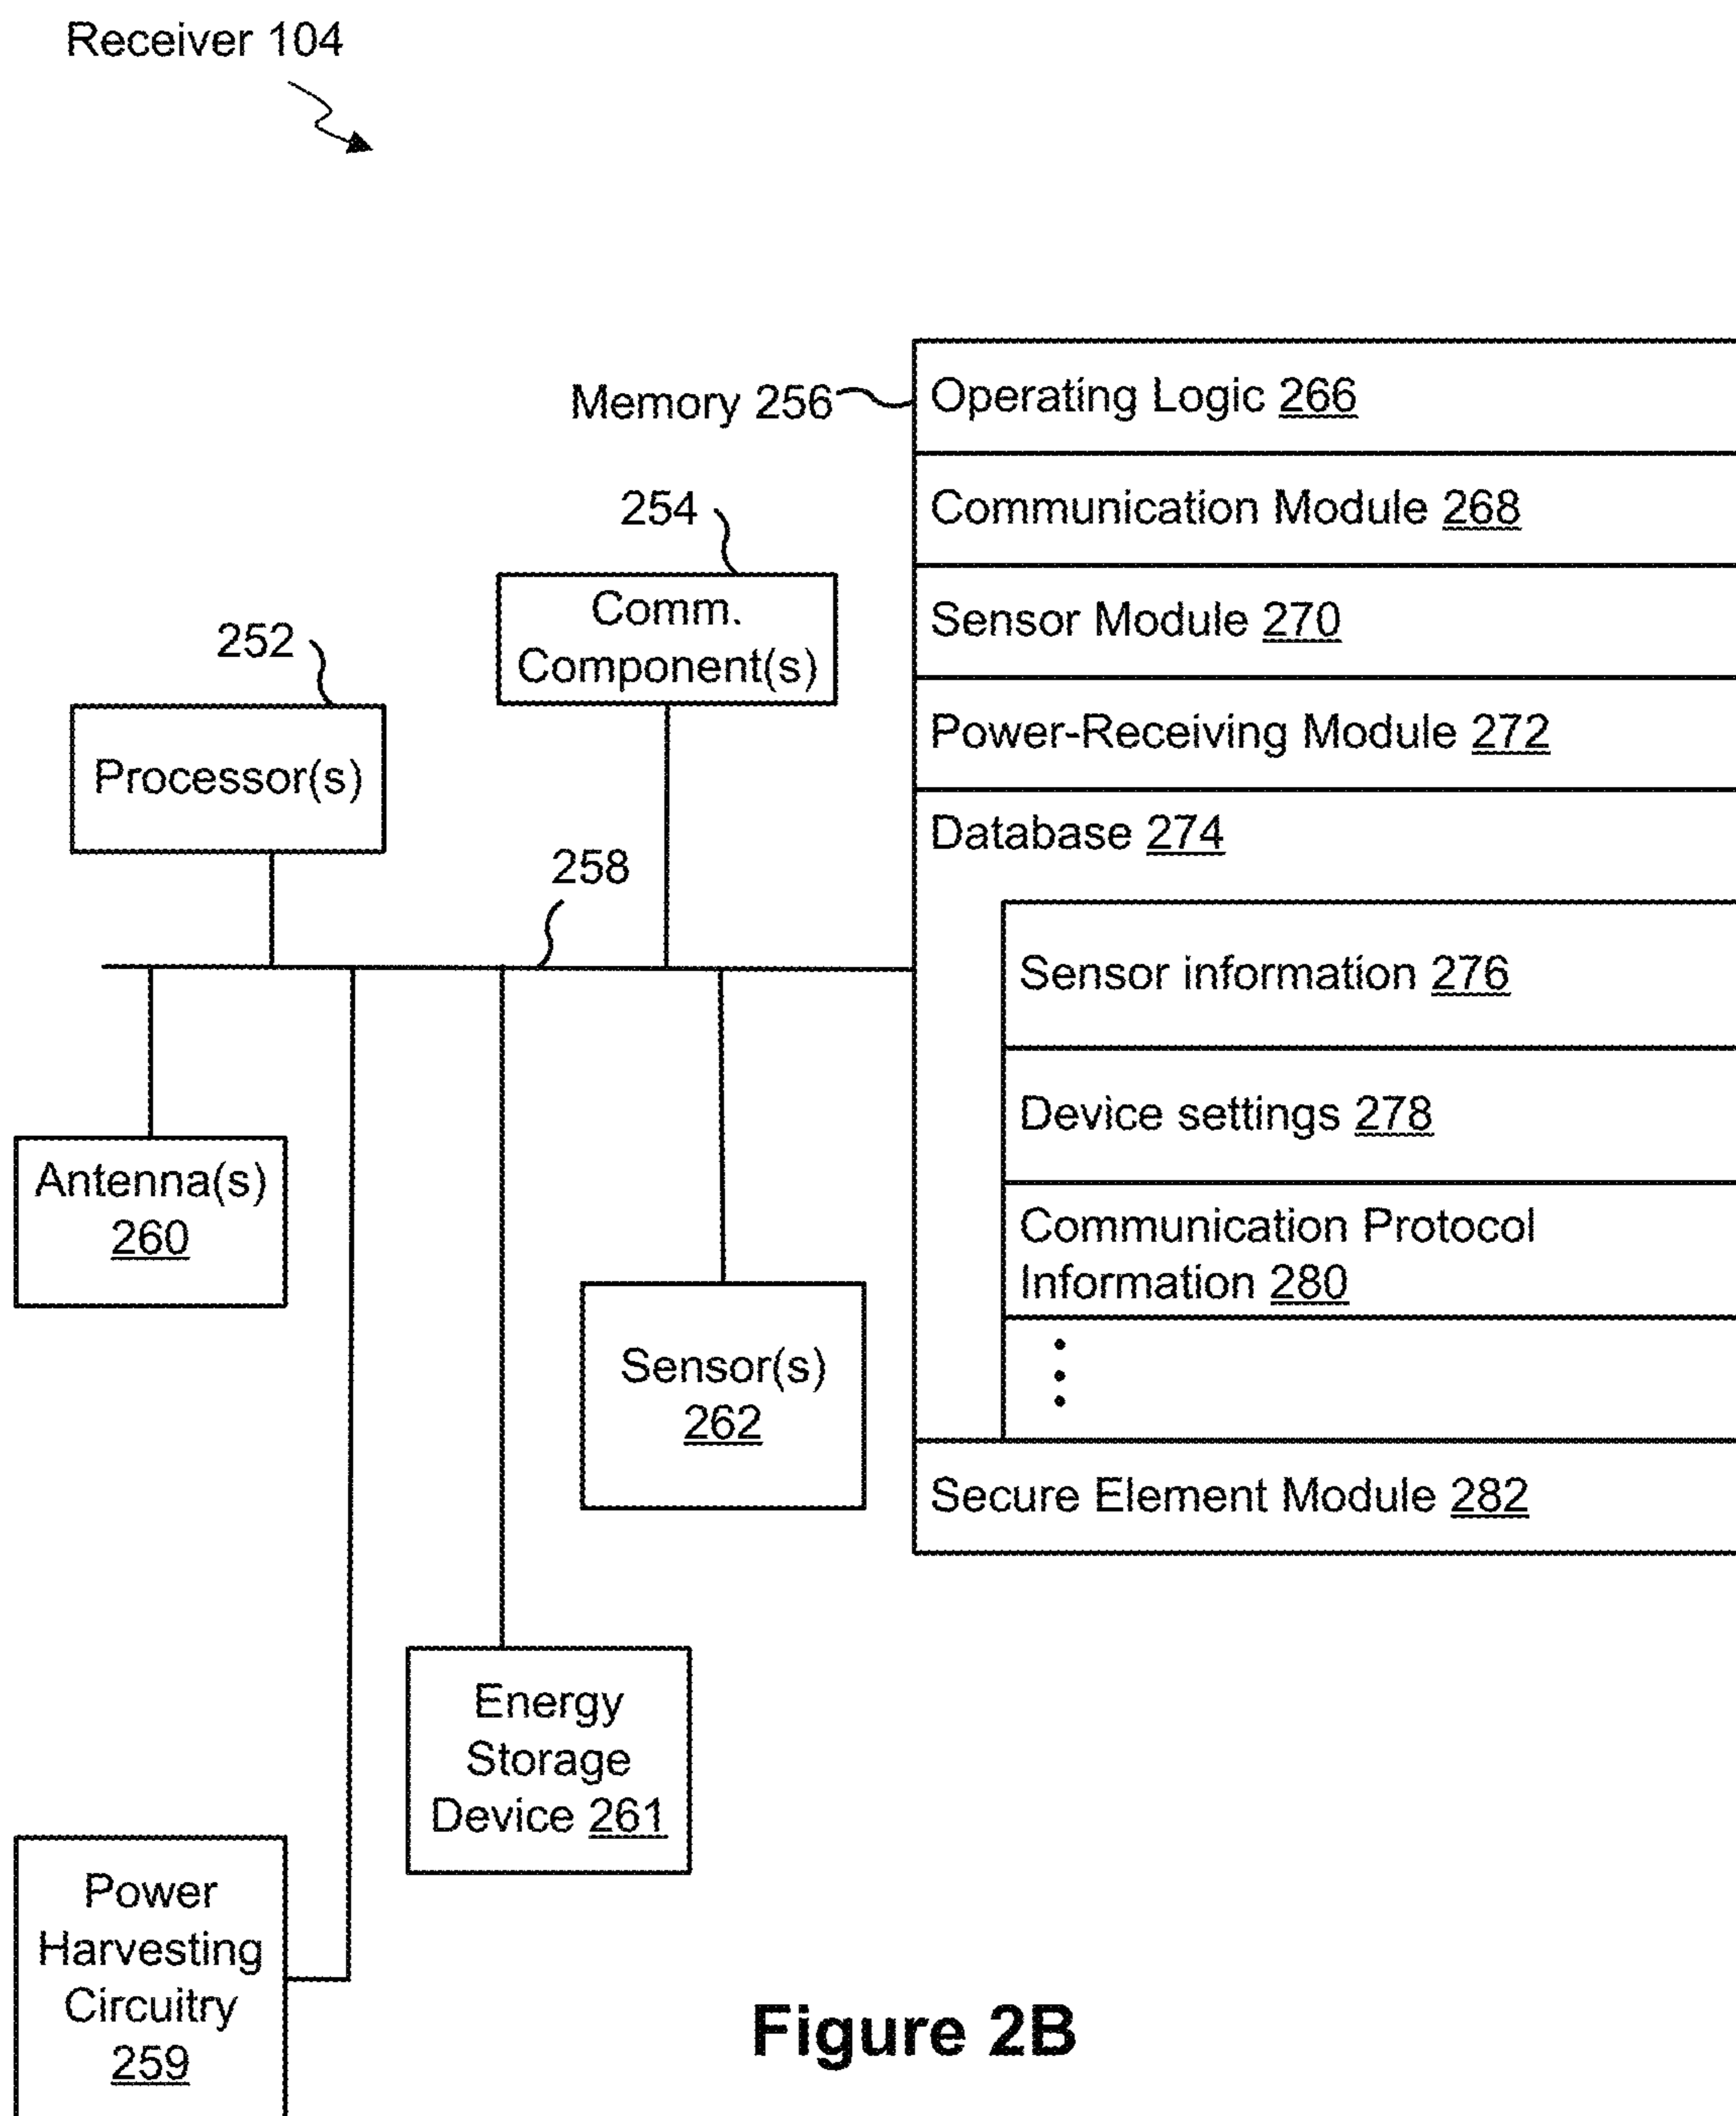 Receiver 104
Memory 256
Operating Logic 266
Communication Module 268
Sensor Module 270
Power-Receiving Module 272
Database 274
Sensor information 276
Device settings 278
Communication Protocol
Information 280
Secure Element Module 282
254
Comm.
Component(s)
252
Processor(s)
258
Antenna(s)
260
Sensor(s)
262
Energy
Storage
Device 261
Power
Harvesting
Circuitry
259
Figure 2B